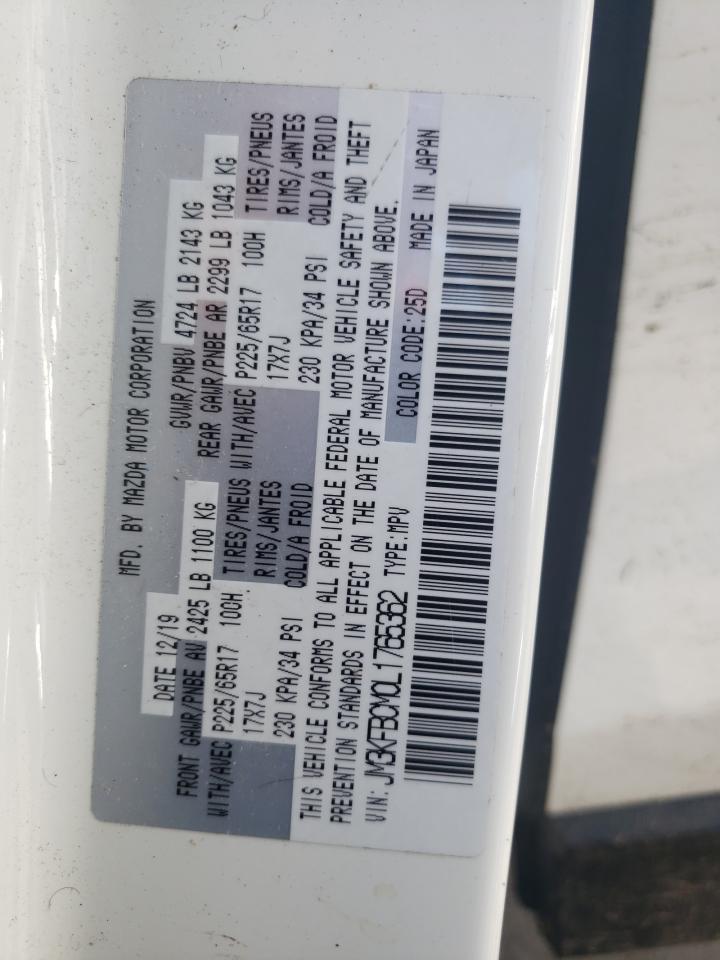 MFD. BY MAZDA MOTOR CORPORATION
DATE 12/19 GVWR/PNBV 4724 LB 2143 KG
FRONT GAWR/PNBE AV 2425 LB 1100 KG REAR GAWR/PNBE AR 2299 LB 1043 KG
WITH/AVEC P225/65R17 100H TIRES/PNEUS WITH/AVEC P225/65R17 100H TIRES/PNEUS
17X7J RIMS/JANTES 17X7J RIMS/JANTES
230 KPA/34 PSI COLD/A FROID 230 KPA/34 PSI COLD/A FROID
THIS VEHICLE CONFORMS TO ALL APPLICABLE FEDERAL MOTOR VEHICLE SAFETY AND THEFT
PREVENTION STANDARDS IN EFFECT ON THE DATE OF MANUFACTURE SHOWN ABOVE.
VIN: JM3KFBCM0L1765362 TYPE:MPV COLOR CODE:25D MADE IN JAPAN